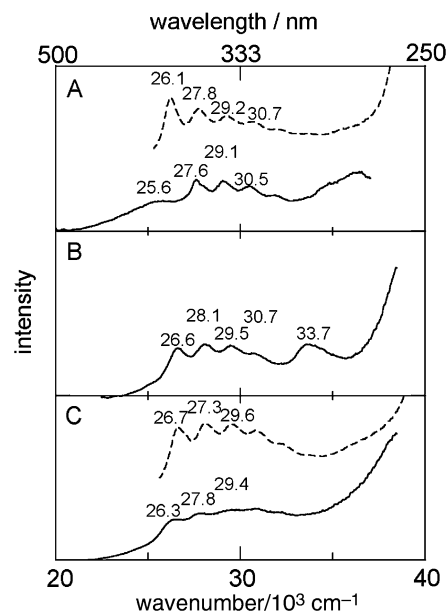 wavelength / nm
500 333 250
A
26.1
27.8
29.2 30.7
29.1
27.6
25.6 30.5
B
28.1 30.7
26.6 29.5 33.7
intensity
C
27.3
26.7 29.6
29.4
27.8
26.3
20 30 40
wavenumber/10³ cm⁻¹